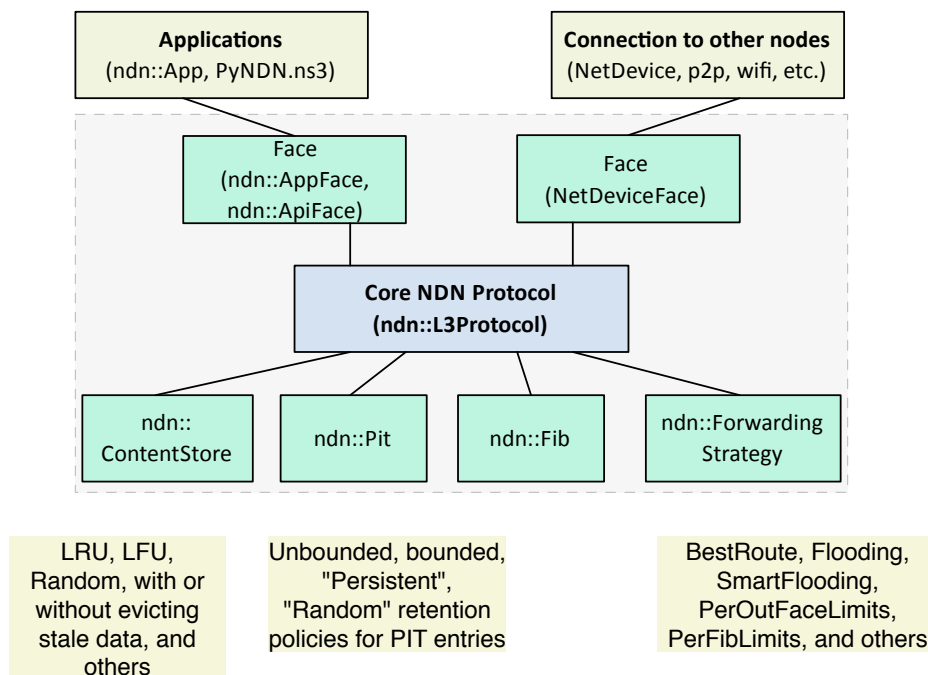 Applications
(ndn::App, PyNDN.ns3)
Connection to other nodes
(NetDevice, p2p, wifi, etc.)
Face
(ndn::AppFace,
ndn::ApiFace)
Face
(NetDeviceFace)
Core NDN Protocol
(ndn::L3Protocol)
ndn::
ContentStore
ndn::Pit
ndn::Fib
ndn::Forwarding
Strategy
LRU, LFU,
Random, with or
without evicting
stale data, and
others
Unbounded, bounded,
"Persistent",
"Random" retention
policies for PIT entries
BestRoute, Flooding,
SmartFlooding,
PerOutFaceLimits,
PerFibLimits, and others